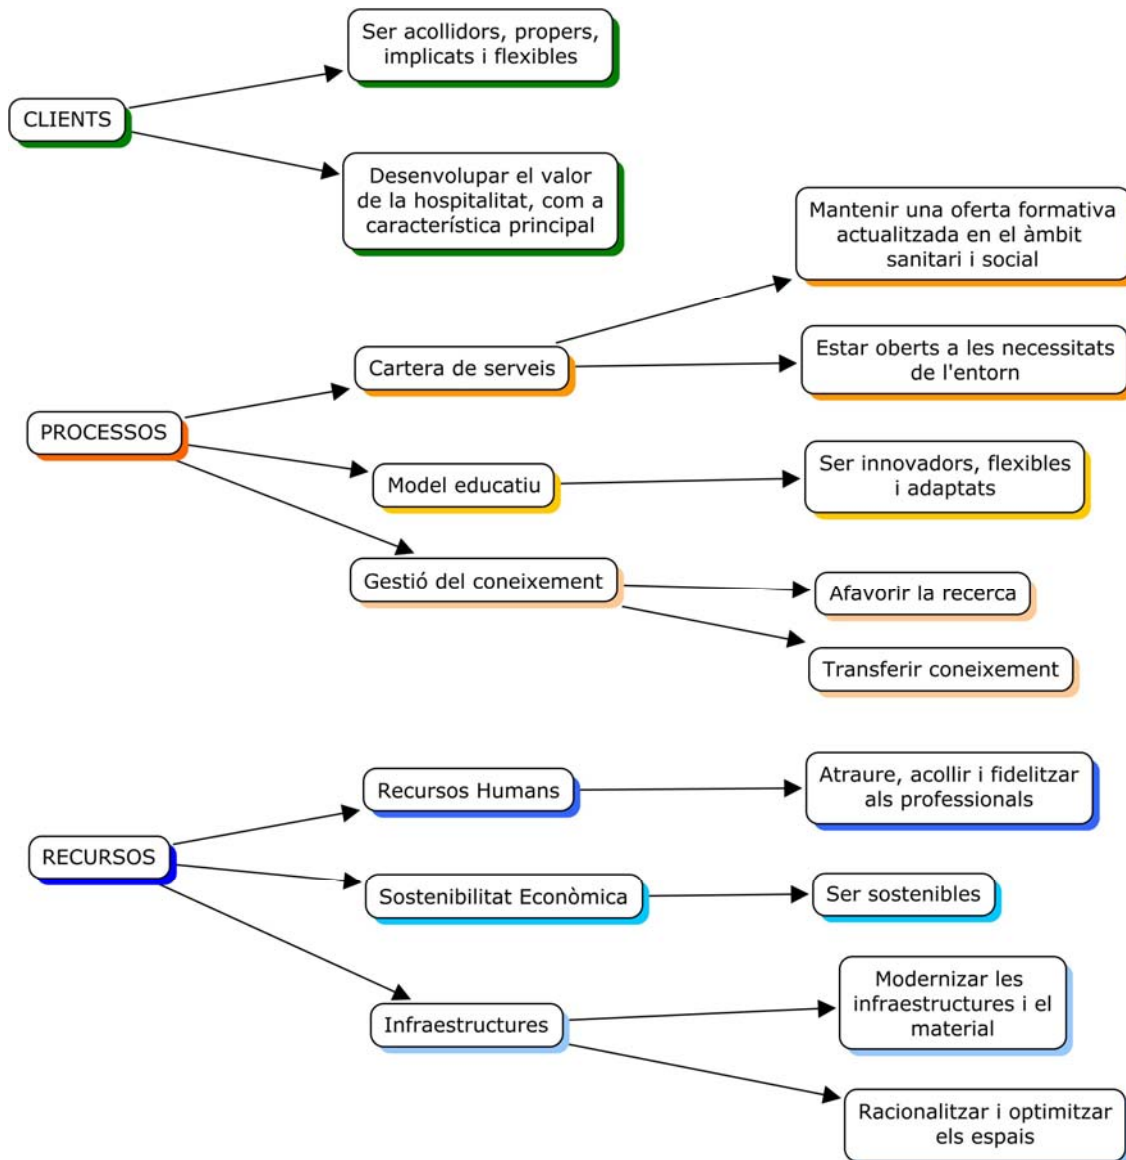 Ser acollidors, propers,
implicats i flexibles
CLIENTS
Desenvolupar el valor
de la hospitalitat, com a
característica principal
Mantenir una oferta formativa
actualitzada en el àmbit
sanitari i social
Cartera de serveis
Estar oberts a les necessitats
de l'entorn
PROCESSOS
Model educatiu
Ser innovadors, flexibles
i adaptats
Gestió del coneixement
Afavorir la recerca
Transferir coneixement
Recursos Humans
Atraure, acollir i fidelitzar
als professionals
RECURSOS
Sostenibilitat Econòmica
Ser sostenibles
Infraestructures
Modernizar les
infraestructures i el
material
Racionalitzar i optimitzar
els espais